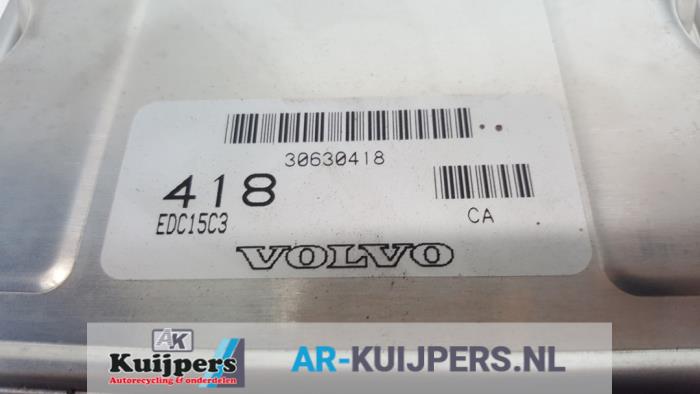 30630418
418
EDC15C3
CA
VOLVO
AK
Kuijpers
Autorecycling & onderdelen
AR-KUIJPERS.NL